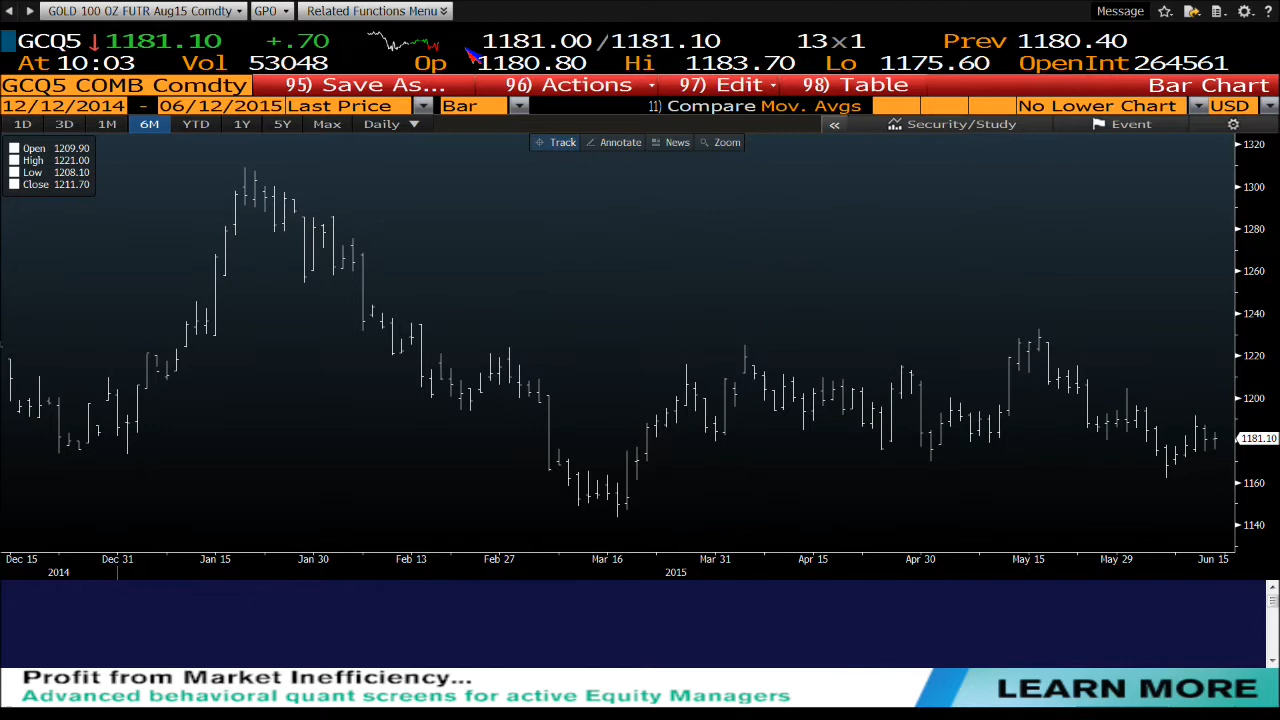 GOLD 100 OZ FUTR Aug15 Comdty GPO Related Functions Menu Message ?
GCQ5 ↓1181.10 +.70 1181.00/1181.10 13x1 Prev 1180.40
At 10:03 Vol 53048 Op 1180.80 Hi 1183.70 Lo 1175.60 OpenInt 264561
GCQ5 COMB Comdty 95) Save As... 96) Actions 97) Edit 98) Table Bar Chart
12/12/2014 - 06/12/2015 Last Price Bar 11) Compare Mov. Avgs No Lower Chart USD
1D 3D 1M 6M YTD 1Y 5Y Max Daily « Security/Study Event
Track Annotate News Zoom
Open 1209.90
High 1221.00
Low 1208.10
Close 1211.70
1320
1300
1280
1260
1240
1220
1200
1181.10
1160
1140
Dec 15 Dec 31 Jan 15 Jan 30 Feb 13 Feb 27 Mar 16 Mar 31 Apr 15 Apr 30 May 15 May 29 Jun 15
2014 2015
Profit from Market Inefficiency...
Advanced behavioral quant screens for active Equity Managers
LEARN MORE